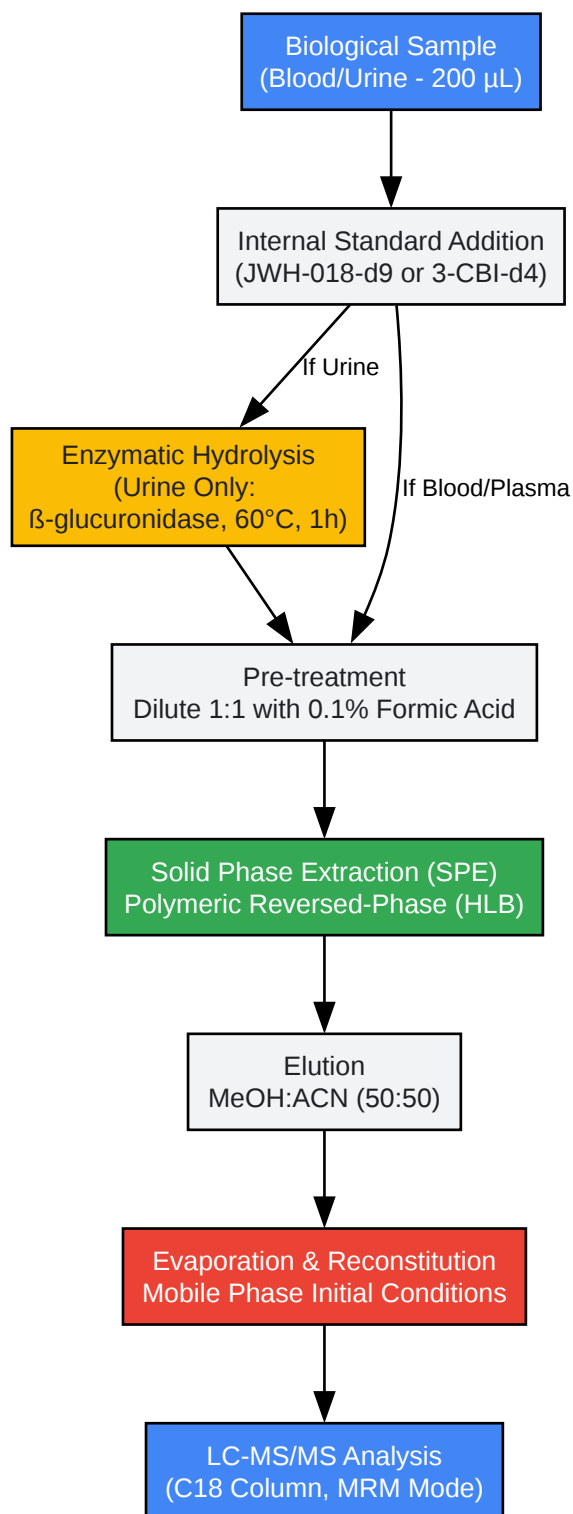 Biological Sample
(Blood/Urine - 200 µL)
Internal Standard Addition
(JWH-018-d9 or 3-CBI-d4)
If Urine
Enzymatic Hydrolysis
(Urine Only:
ß-glucuronidase, 60°C, 1h)
If Blood/Plasma
Pre-treatment
Dilute 1:1 with 0.1% Formic Acid
Solid Phase Extraction (SPE)
Polymeric Reversed-Phase (HLB)
Elution
MeOH:ACN (50:50)
Evaporation & Reconstitution
Mobile Phase Initial Conditions
LC-MS/MS Analysis
(C18 Column, MRM Mode)